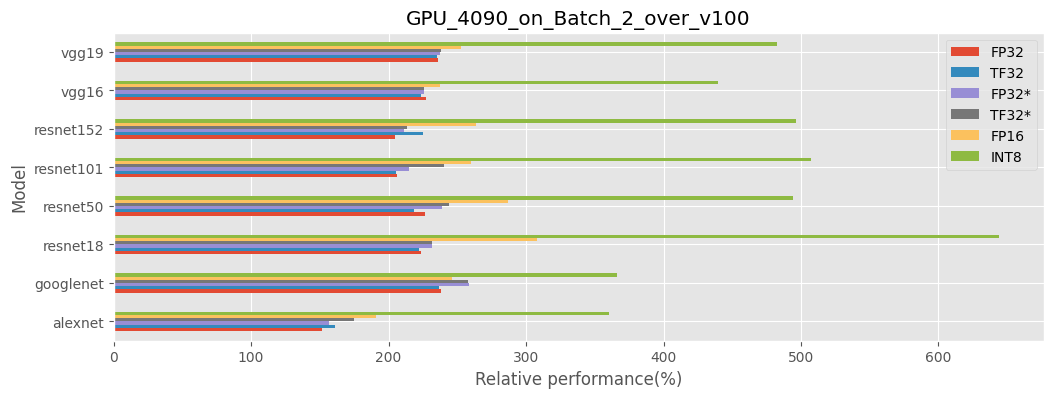 GPU_4090_on_Batch_2_over_v100
Model
vgg19
vgg16
resnet152
resnet101
resnet50
resnet18
googlenet
alexnet
FP32
TF32
FP32*
TF32*
FP16
INT8
0 100 200 300 400 500 600
Relative performance(%)